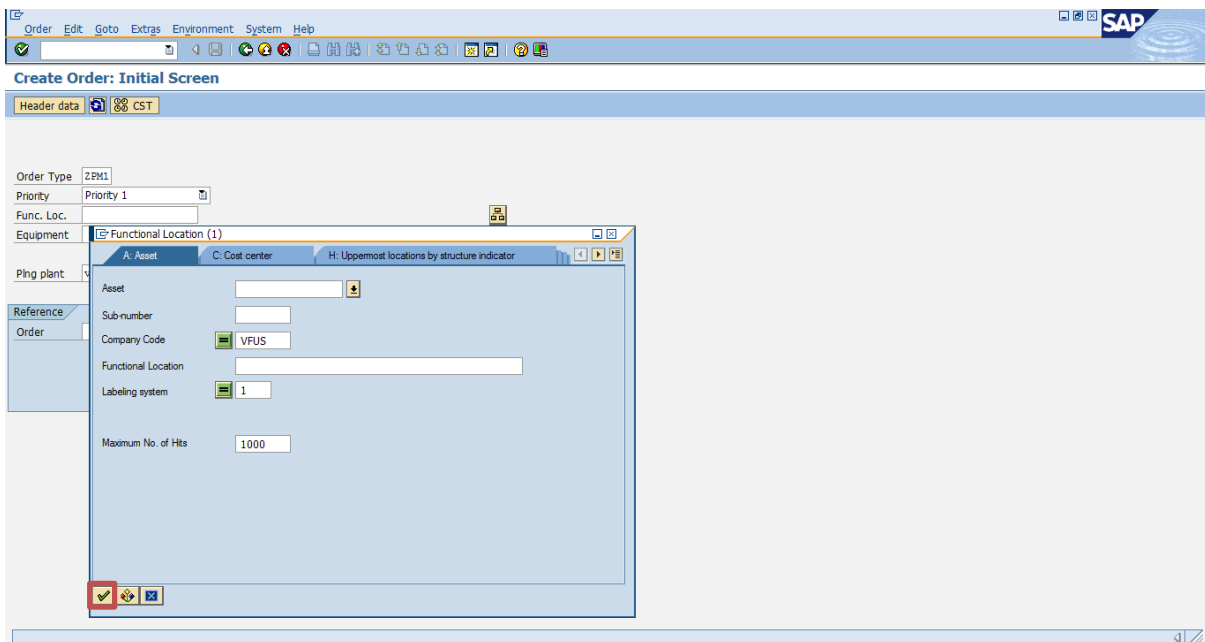 Order Edit Goto Extras Environment System Help
SAP
Create Order: Initial Screen
Header data CST
Order Type ZPM1
Priority Priority 1
Func. Loc.
Equipment
Functional Location (1)
A: Asset C: Cost center H: Uppermost locations by structure indicator
Plng plant
Asset
Reference
Sub-number
Order
Company Code VFUS
Functional Location
Labeling system 1
Maximum No. of Hits 1000